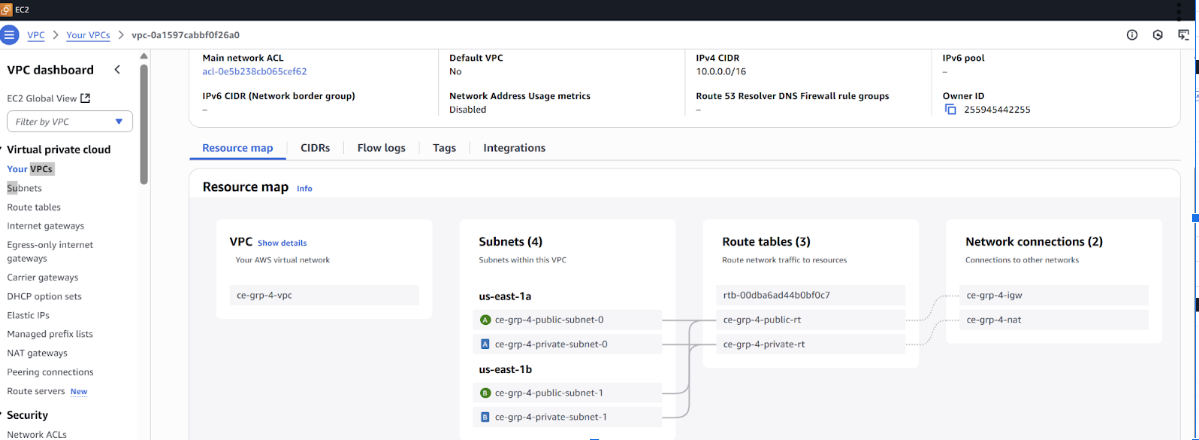 EC2
VPC > Your VPCs > vpc-0a1597cabbf0f26a0
VPC dashboard
EC2 Global View
Filter by VPC
Virtual private cloud
Your VPCs
Subnets
Route tables
Internet gateways
Egress-only internet
gateways
Carrier gateways
DHCP option sets
Elastic IPs
Managed prefix lists
NAT gateways
Peering connections
Route servers New
Security
Network ACLs
Main network ACL
acl-0e5b238cb065cef62
Default VPC
No
IPv4 CIDR
10.0.0.0/16
IPv6 pool
–
IPv6 CIDR (Network border group)
–
Network Address Usage metrics
Disabled
Route 53 Resolver DNS Firewall rule groups
–
Owner ID
255945442255
Resource map
CIDRs
Flow logs
Tags
Integrations
Resource map Info
VPC Show details
Your AWS virtual network
ce-grp-4-vpc
Subnets (4)
Subnets within this VPC
us-east-1a
A ce-grp-4-public-subnet-0
A ce-grp-4-private-subnet-0
us-east-1b
B ce-grp-4-public-subnet-1
B ce-grp-4-private-subnet-1
Route tables (3)
Route network traffic to resources
rtb-00dba6ad44b0bf0c7
ce-grp-4-public-rt
ce-grp-4-private-rt
Network connections (2)
Connections to other networks
ce-grp-4-igw
ce-grp-4-nat